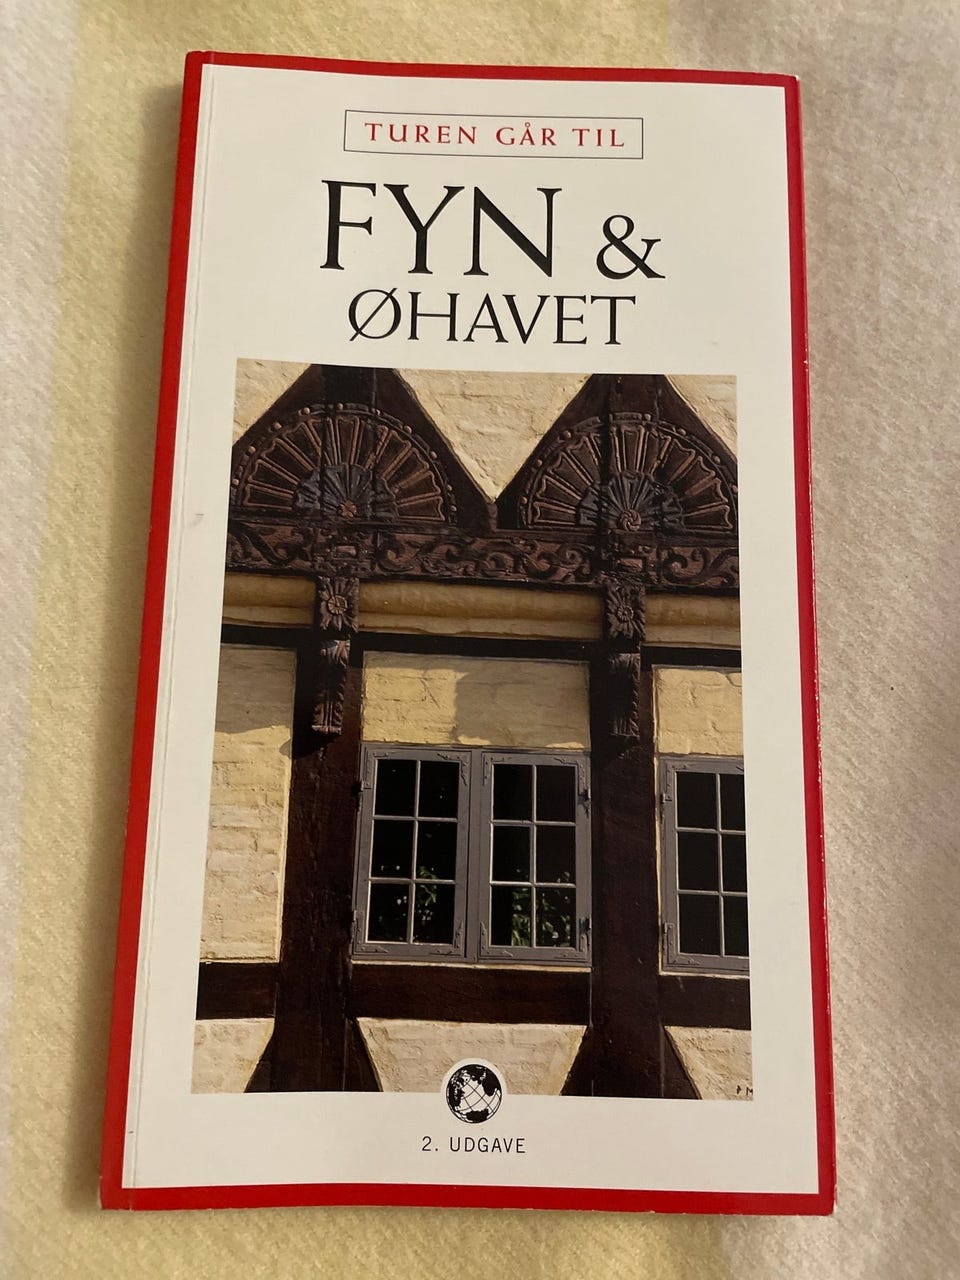 TUREN GÅR TIL
FYN &
ØHAVET
2. UDGAVE